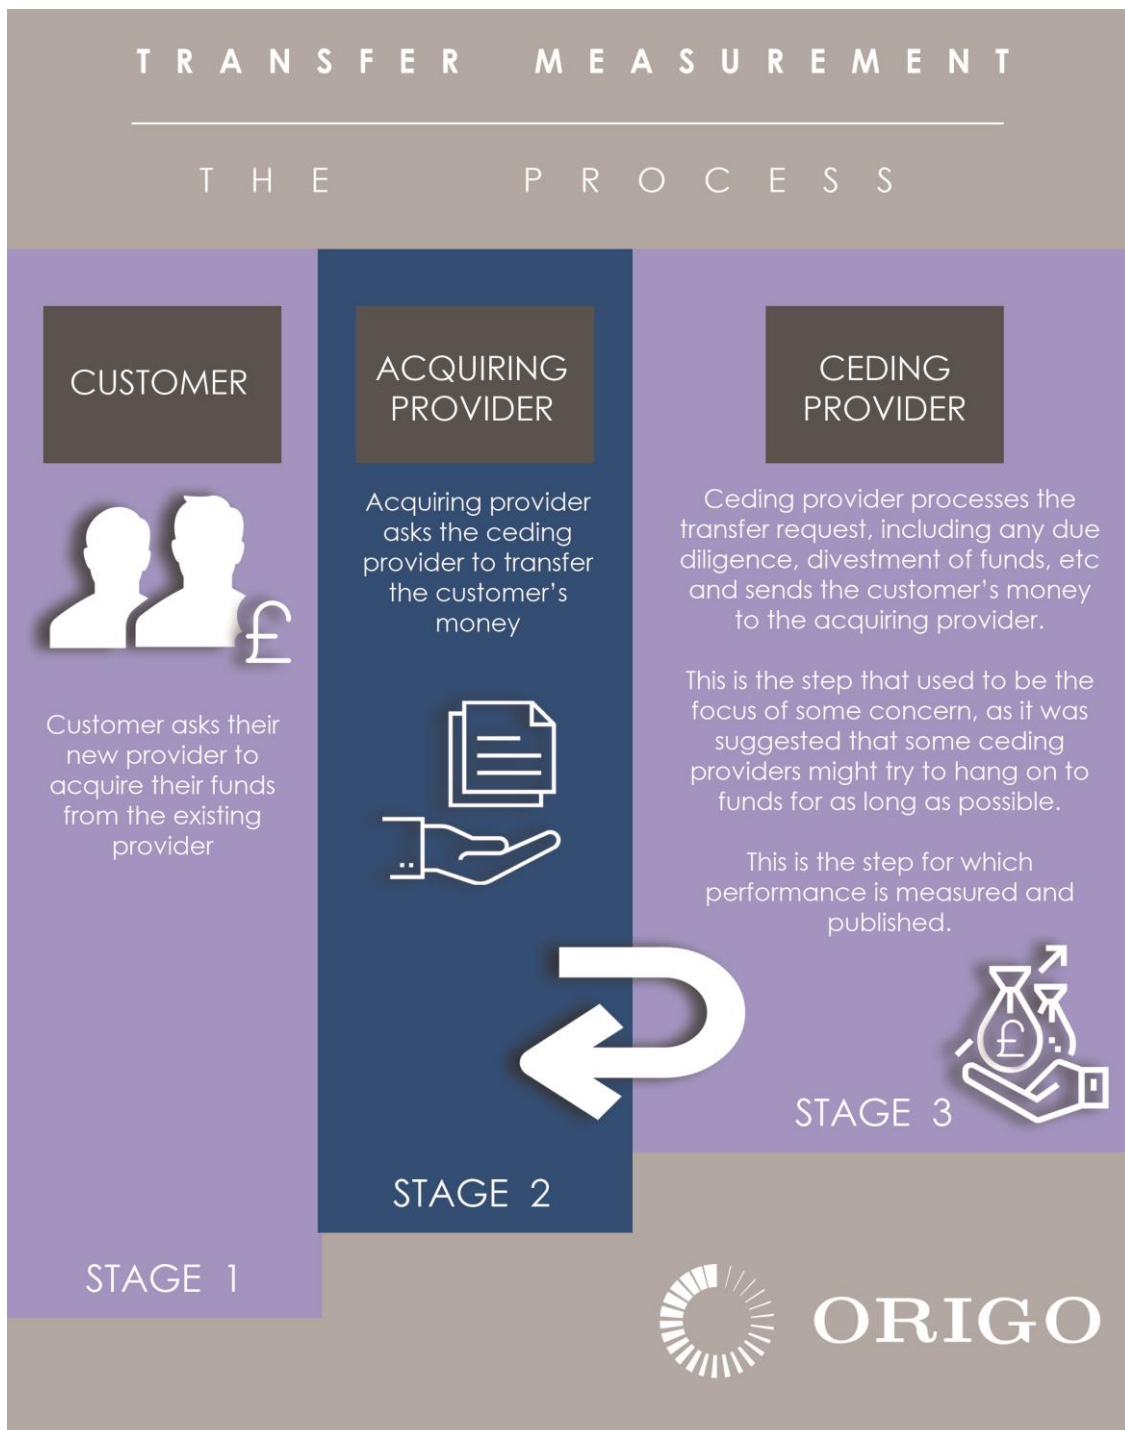 TRANSFER MEASUREMENT
THE PROCESS
CUSTOMER
Customer asks their
new provider to
acquire their funds
from the existing
provider
STAGE 1
ACQUIRING
PROVIDER
Acquiring provider
asks the ceding
provider to transfer
the customer's
money
STAGE 2
CEDING
PROVIDER
Ceding provider processes the
transfer request, including any due
diligence, divestment of funds, etc
and sends the customer's money
to the acquiring provider.
This is the step that used to be the
focus of some concern, as it was
suggested that some ceding
providers might try to hang on to
funds for as long as possible.
This is the step for which
performance is measured and
published.
STAGE 3
ORIGO